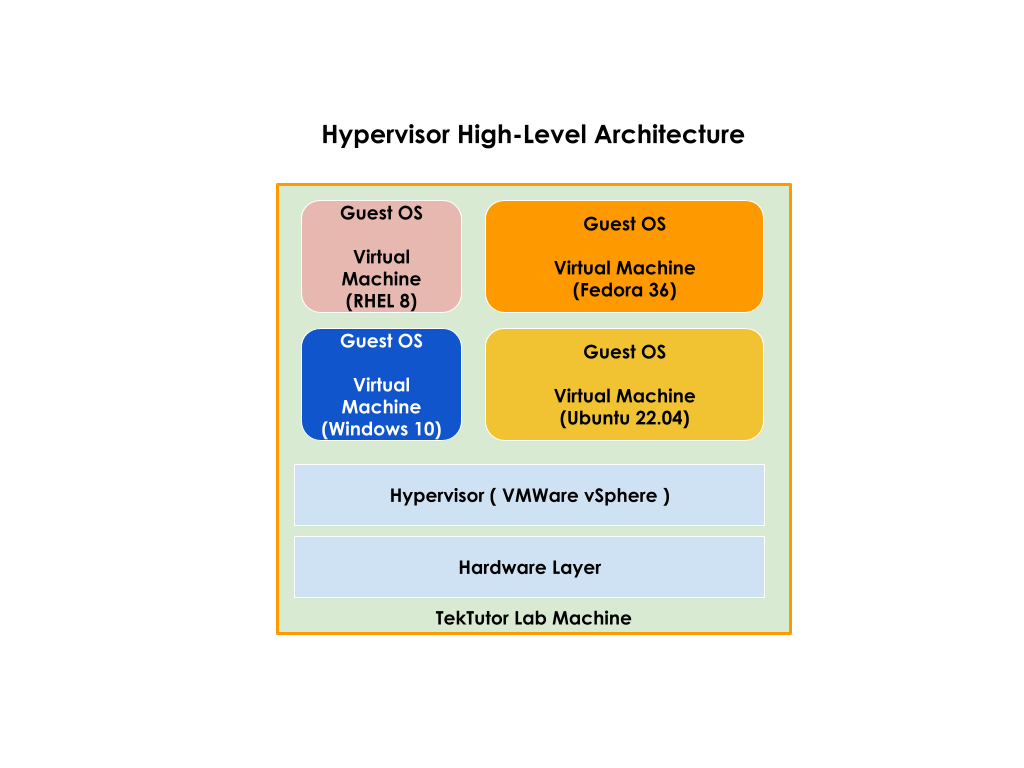 Hypervisor High-Level Architecture
Guest OS
Virtual
Machine
(RHEL 8)
Guest OS
Virtual Machine
(Fedora 36)
Guest OS
Virtual
Machine
(Windows 10)
Guest OS
Virtual Machine
(Ubuntu 22.04)
Hypervisor ( VMWare vSphere )
Hardware Layer
TekTutor Lab Machine